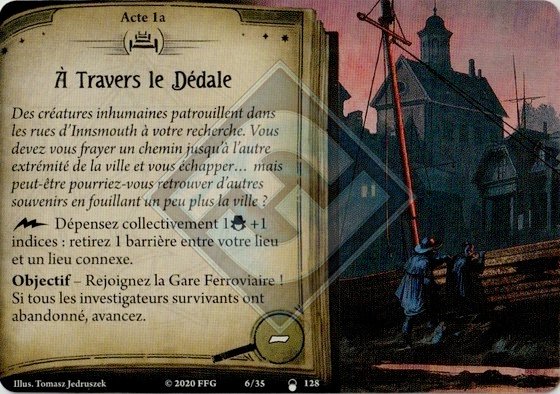 Acte 1a
À Travers le Dédale
Des créatures inhumaines patrouillent dans
les rues d'Innsmouth à votre recherche. Vous
devez vous frayer un chemin jusqu'à l'autre
extrémité de la ville et vous échapper… mais
peut-être pourriez-vous retrouver d'autres
souvenirs en fouillant un peu plus la ville ?
Dépensez collectivement 1 +1
indices : retirez 1 barrière entre votre lieu
et un lieu connexe.
Objectif – Rejoignez la Gare Ferroviaire !
Si tous les investigateurs survivants ont
abandonné, avancez.
–
Illus. Tomasz Jedruszek © 2020 FFG 6/35 128